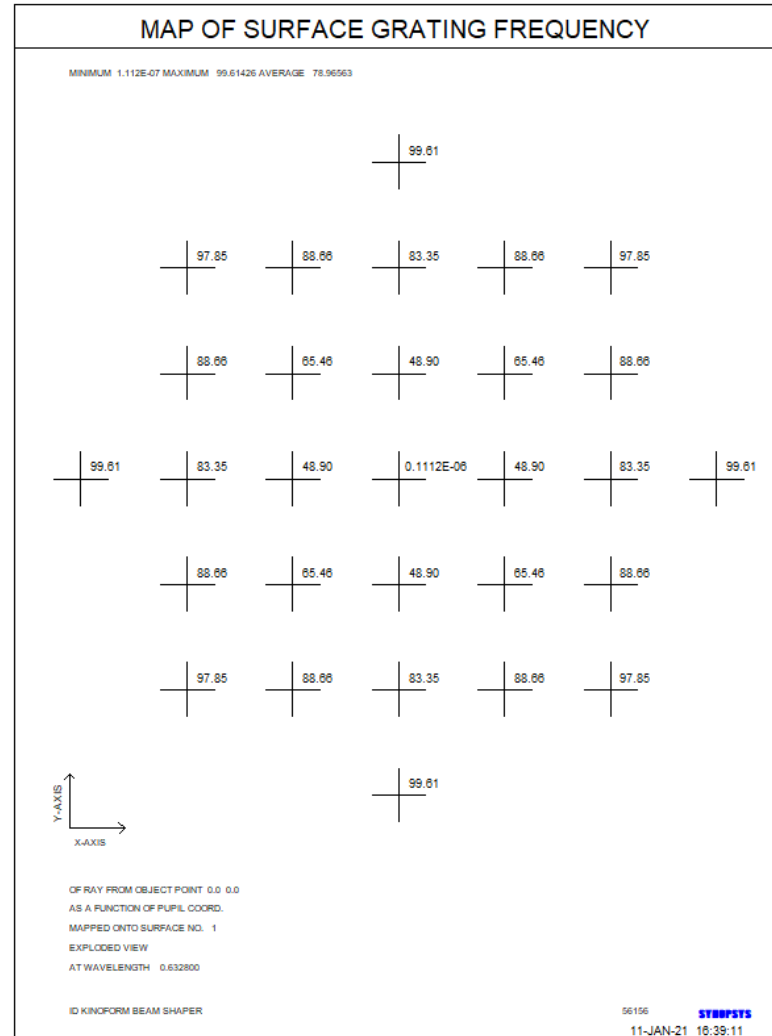 MAP OF SURFACE GRATING FREQUENCY
MINIMUM 1.112E-07 MAXIMUM 99.61426 AVERAGE 78.96563
99.61
97.85 88.66 83.35 88.66 97.85
88.66 65.46 48.90 65.46 88.66
99.61 83.35 48.90 0.1112E-06 48.90 83.35 99.61
88.66 65.46 48.90 65.46 88.66
97.85 88.66 83.35 88.66 97.85
99.61
Y-AXIS
X-AXIS
OF RAY FROM OBJECT POINT 0.0 0.0
AS A FUNCTION OF PUPIL COORD.
MAPPED ONTO SURFACE NO. 1
EXPLODED VIEW
AT WAVELENGTH 0.632800
ID KINOFORM BEAM SHAPER 56156 SYNOPSYS
11-JAN-21 16:39:11